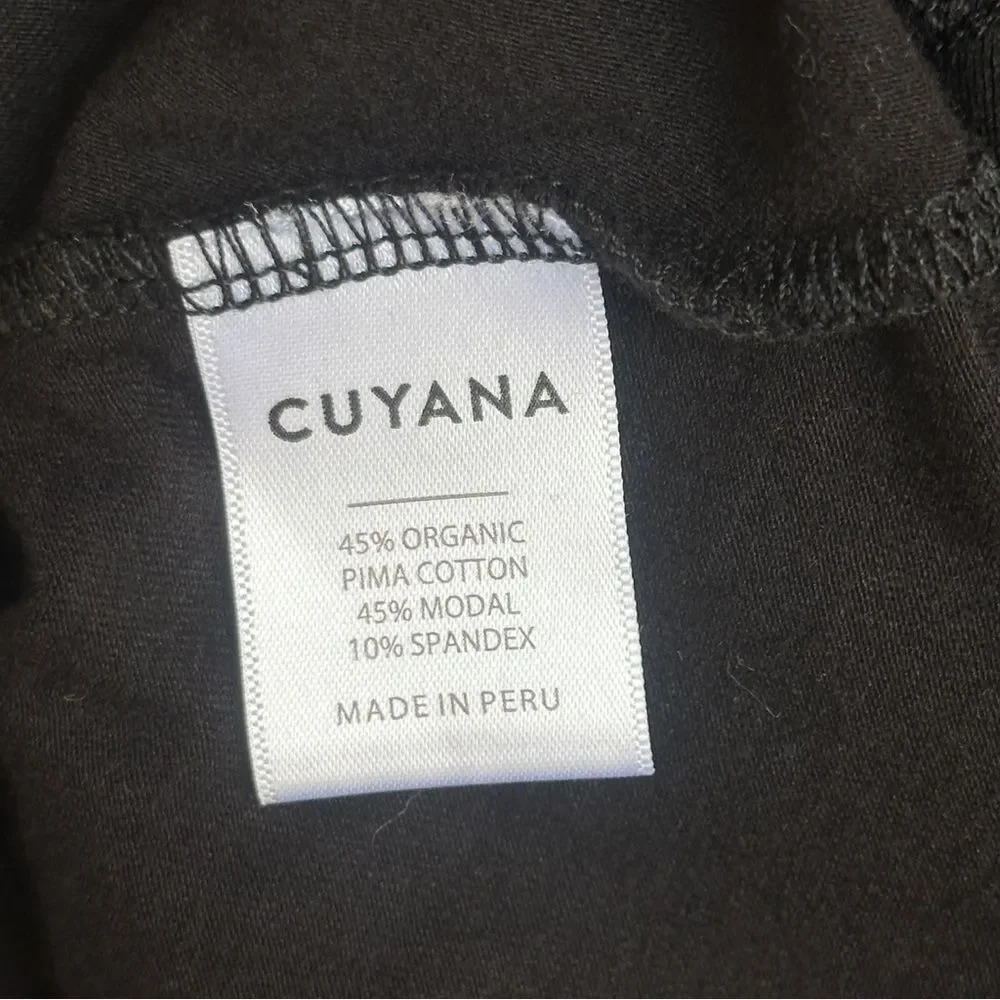 CUYANA
45% ORGANIC
PIMA COTTON
45% MODAL
10% SPANDEX
MADE IN PERU